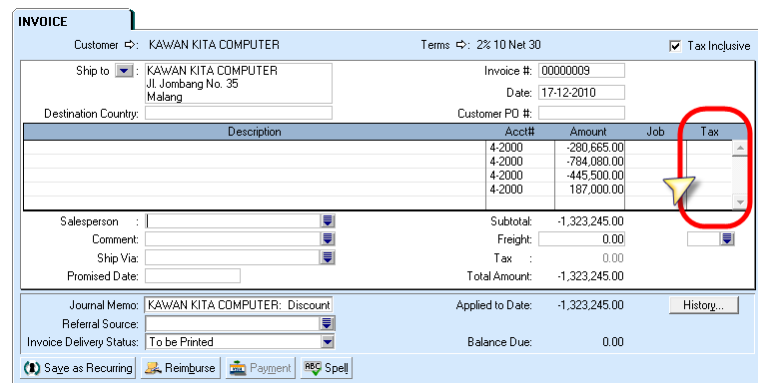 INVOICE
Customer ⇨: KAWAN KITA COMPUTER Terms ⇨: 2% 10 Net 30 Tax Inclusive
Ship to : KAWAN KITA COMPUTER Invoice #: 00000009
Jl. Jombang No. 35
Malang Date: 17-12-2010
Destination Country: Customer PO #:
Description Acct# Amount Job Tax
4-2000 -280,665.00
4-2000 -784,080.00
4-2000 -445,500.00
4-2000 187,000.00
Salesperson : Subtotal: -1,323,245.00
Comment: Freight: 0.00
Ship Via: Tax : 0.00
Promised Date: Total Amount: -1,323,245.00
Journal Memo: KAWAN KITA COMPUTER: Discount Applied to Date: -1,323,245.00 History...
Referral Source:
Invoice Delivery Status: To be Printed Balance Due: 0.00
Save as Recurring Reimburse Payment ABC Spell